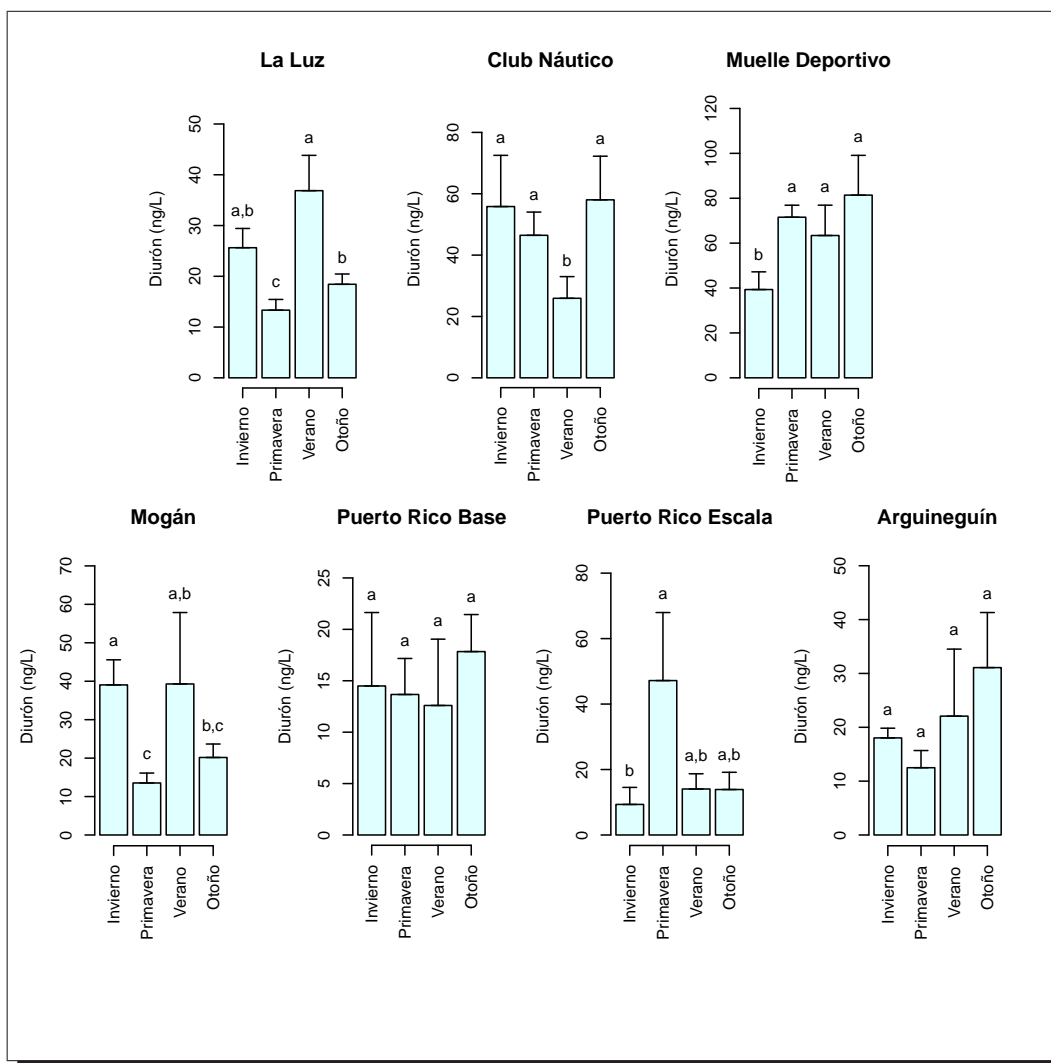 La Luz
Club Náutico
Muelle Deportivo
Diurón (ng/L)
0
10
20
30
40
50
a,b
c
a
b
Invierno
Primavera
Verano
Otoño
Diurón (ng/L)
0
20
40
60
80
a
a
b
a
Invierno
Primavera
Verano
Otoño
Diurón (ng/L)
0
20
40
60
80
100
120
b
a
a
a
Invierno
Primavera
Verano
Otoño
Mogán
Puerto Rico Base
Puerto Rico Escala
Arguineguín
Diurón (ng/L)
0
10
20
30
40
50
60
70
a
c
a,b
b,c
Invierno
Primavera
Verano
Otoño
Diurón (ng/L)
0
5
10
15
20
25
a
a
a
a
Invierno
Primavera
Verano
Otoño
Diurón (ng/L)
0
20
40
60
80
b
a
a,b
a,b
Invierno
Primavera
Verano
Otoño
Diurón (ng/L)
0
10
20
30
40
50
a
a
a
a
Invierno
Primavera
Verano
Otoño